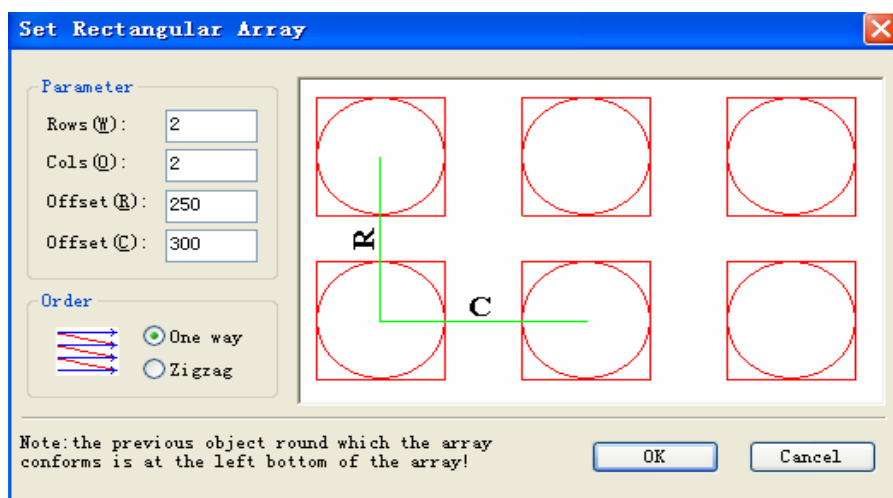 Set Rectangular Array
Parameter
Rows(W): 2
Cols(O): 2
Offset(R): 250
Offset(C): 300
Order
One way
Zigzag
R
C
Note:the previous object round which the array
conforms is at the left bottom of the array!
OK
Cancel